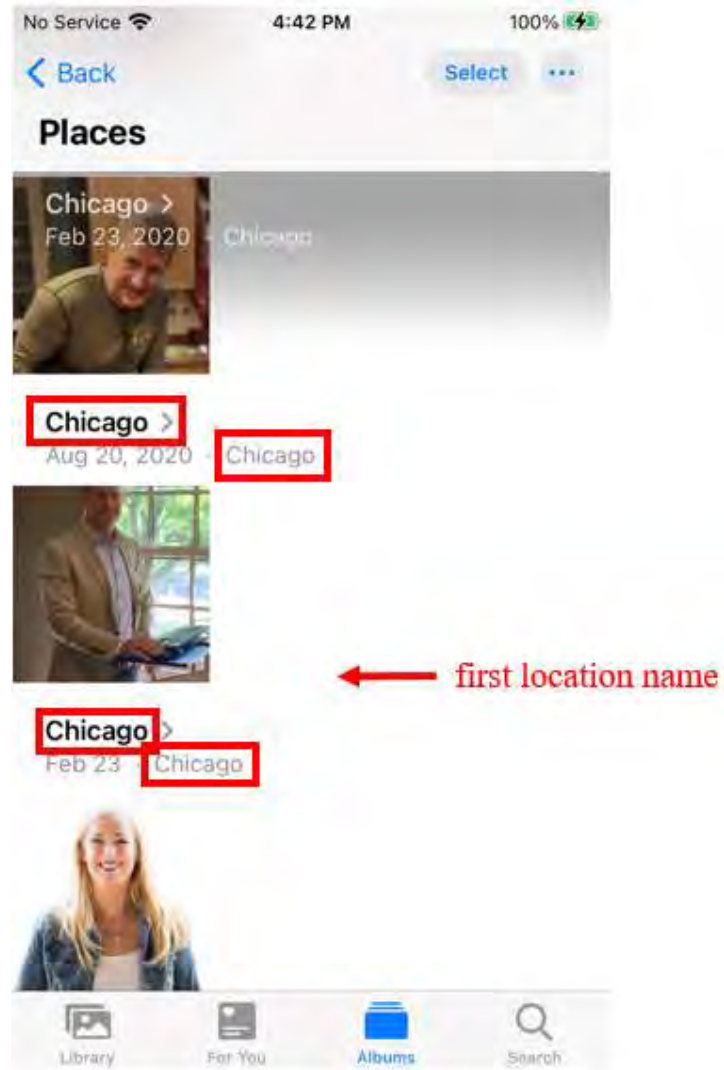 No Service 4:42 PM 100%
Back Select ...
Places
Chicago >
Feb 23, 2020 · Chicago
Chicago >
Aug 20, 2020 · Chicago
first location name
Chicago >
Feb 23 · Chicago
Library For You Albums Search